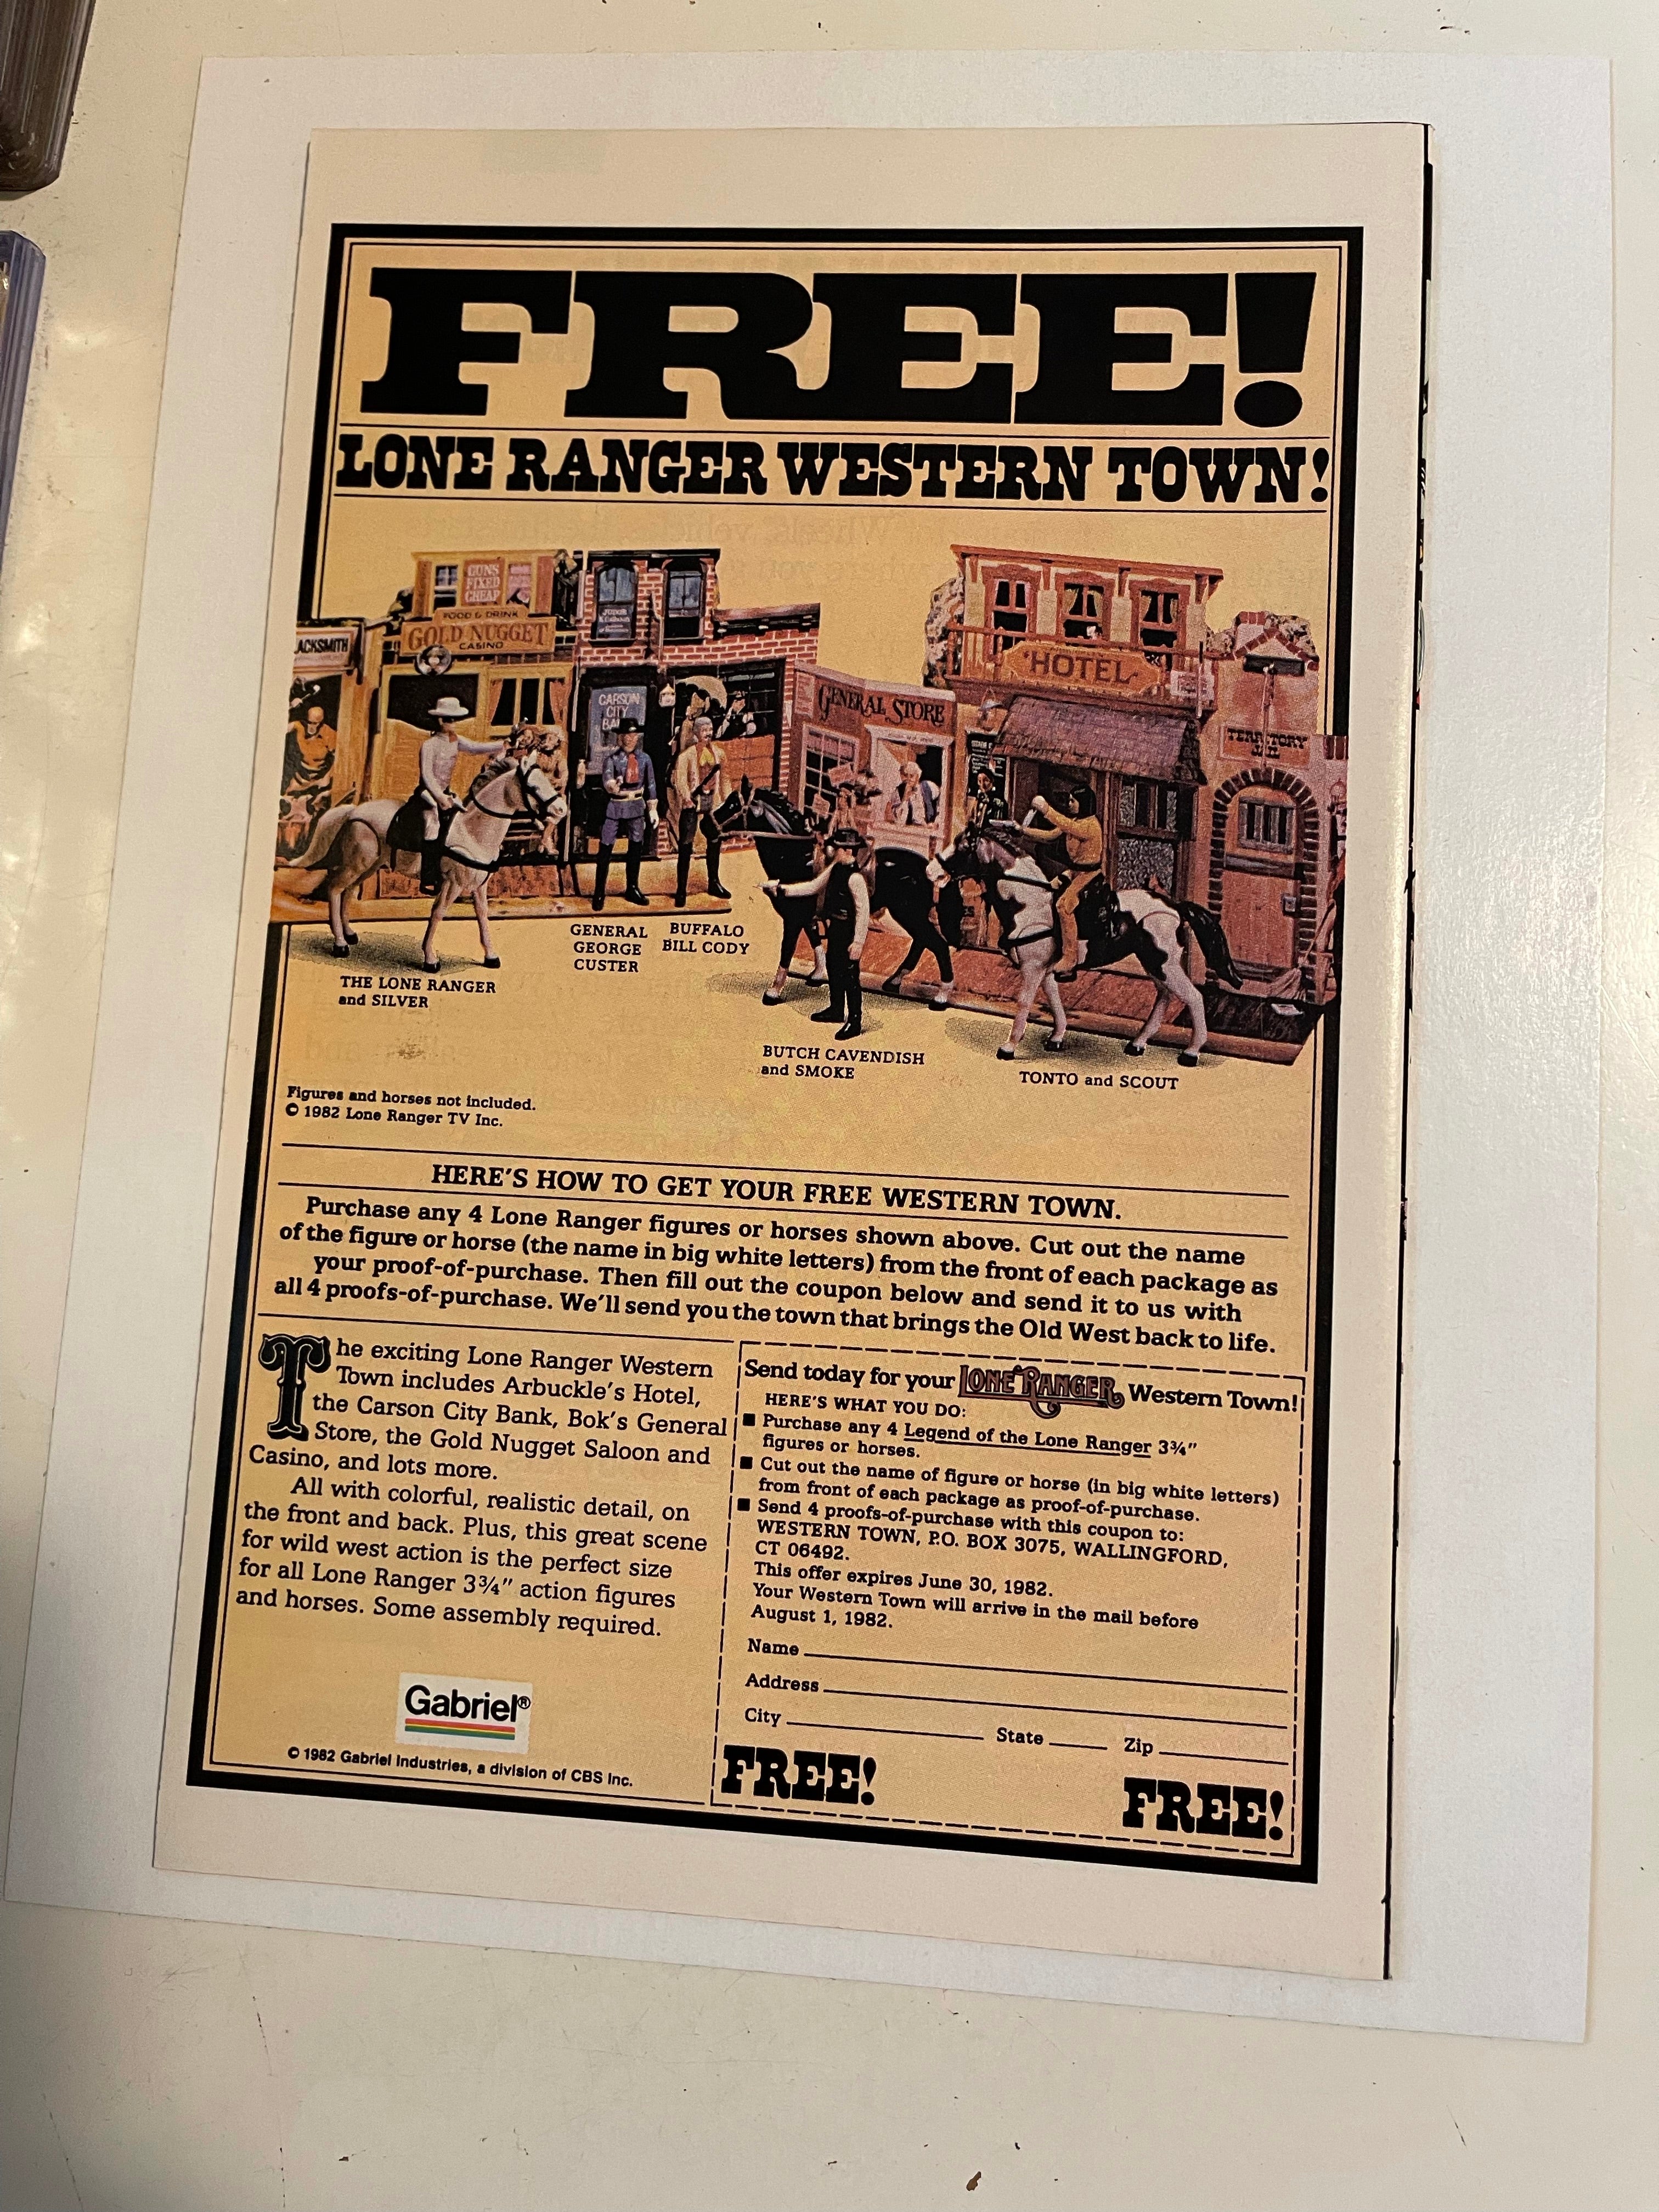 FREE!
LONE RANGER WESTERN TOWN!
GUNS
FIXED
CHEAP
FOOD & DRINK
GOLD NUGGET
CASINO
ACKSMITH
CARSON
CITY
BA
GENERAL STORE
HOTEL
TERRITORY
JAIL
THE LONE RANGER
and SILVER
GENERAL
GEORGE
CUSTER
BUFFALO
BILL CODY
BUTCH CAVENDISH
and SMOKE
TONTO and SCOUT
Figures and horses not included.
© 1982 Lone Ranger TV Inc.
HERE'S HOW TO GET YOUR FREE WESTERN TOWN.
Purchase any 4 Lone Ranger figures or horses shown above. Cut out the name
of the figure or horse (the name in big white letters) from the front of each package as
your proof-of-purchase. Then fill out the coupon below and send it to us with
all 4 proofs-of-purchase. We'll send you the town that brings the Old West back to life.
The exciting Lone Ranger Western
Town includes Arbuckle's Hotel,
the Carson City Bank, Bok's General
Store, the Gold Nugget Saloon and
Casino, and lots more.
All with colorful, realistic detail, on
the front and back. Plus, this great scene
for wild west action is the perfect size
for all Lone Ranger 3¾" action figures
and horses. Some assembly required.
Gabriel®
© 1982 Gabriel Industries, a division of CBS Inc.
Send today for your LONE RANGER Western Town!
HERE'S WHAT YOU DO:
■ Purchase any 4 Legend of the Lone Ranger 3¾"
figures or horses.
■ Cut out the name of figure or horse (in big white letters)
from front of each package as proof-of-purchase.
■ Send 4 proofs-of-purchase with this coupon to:
WESTERN TOWN, P.O. BOX 3075, WALLINGFORD,
CT 06492.
This offer expires June 30, 1982.
Your Western Town will arrive in the mail before
August 1, 1982.
Name
Address
City State Zip
FREE! FREE!